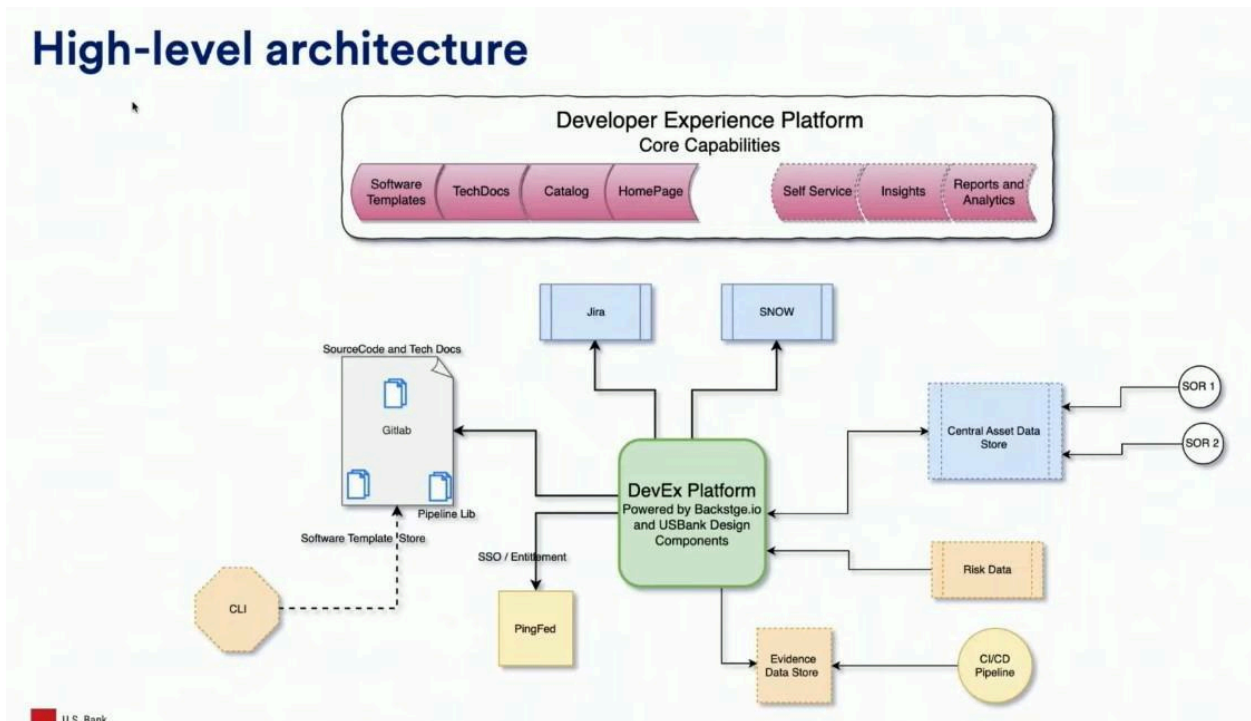 High-level architecture
Developer Experience Platform
Core Capabilities
Software
Templates
TechDocs
Catalog
HomePage
Self Service
Insights
Reports and
Analytics
Jira
SNOW
SourceCode and Tech Docs
Gitlab
Pipeline Lib
Software Template Store
CLI
SSO / Entitlement
PingFed
DevEx Platform
Powered by Backstge.io
and USBank Design
Components
Central Asset Data
Store
SOR 1
SOR 2
Risk Data
Evidence
Data Store
CI/CD
Pipeline
U.S. Bank